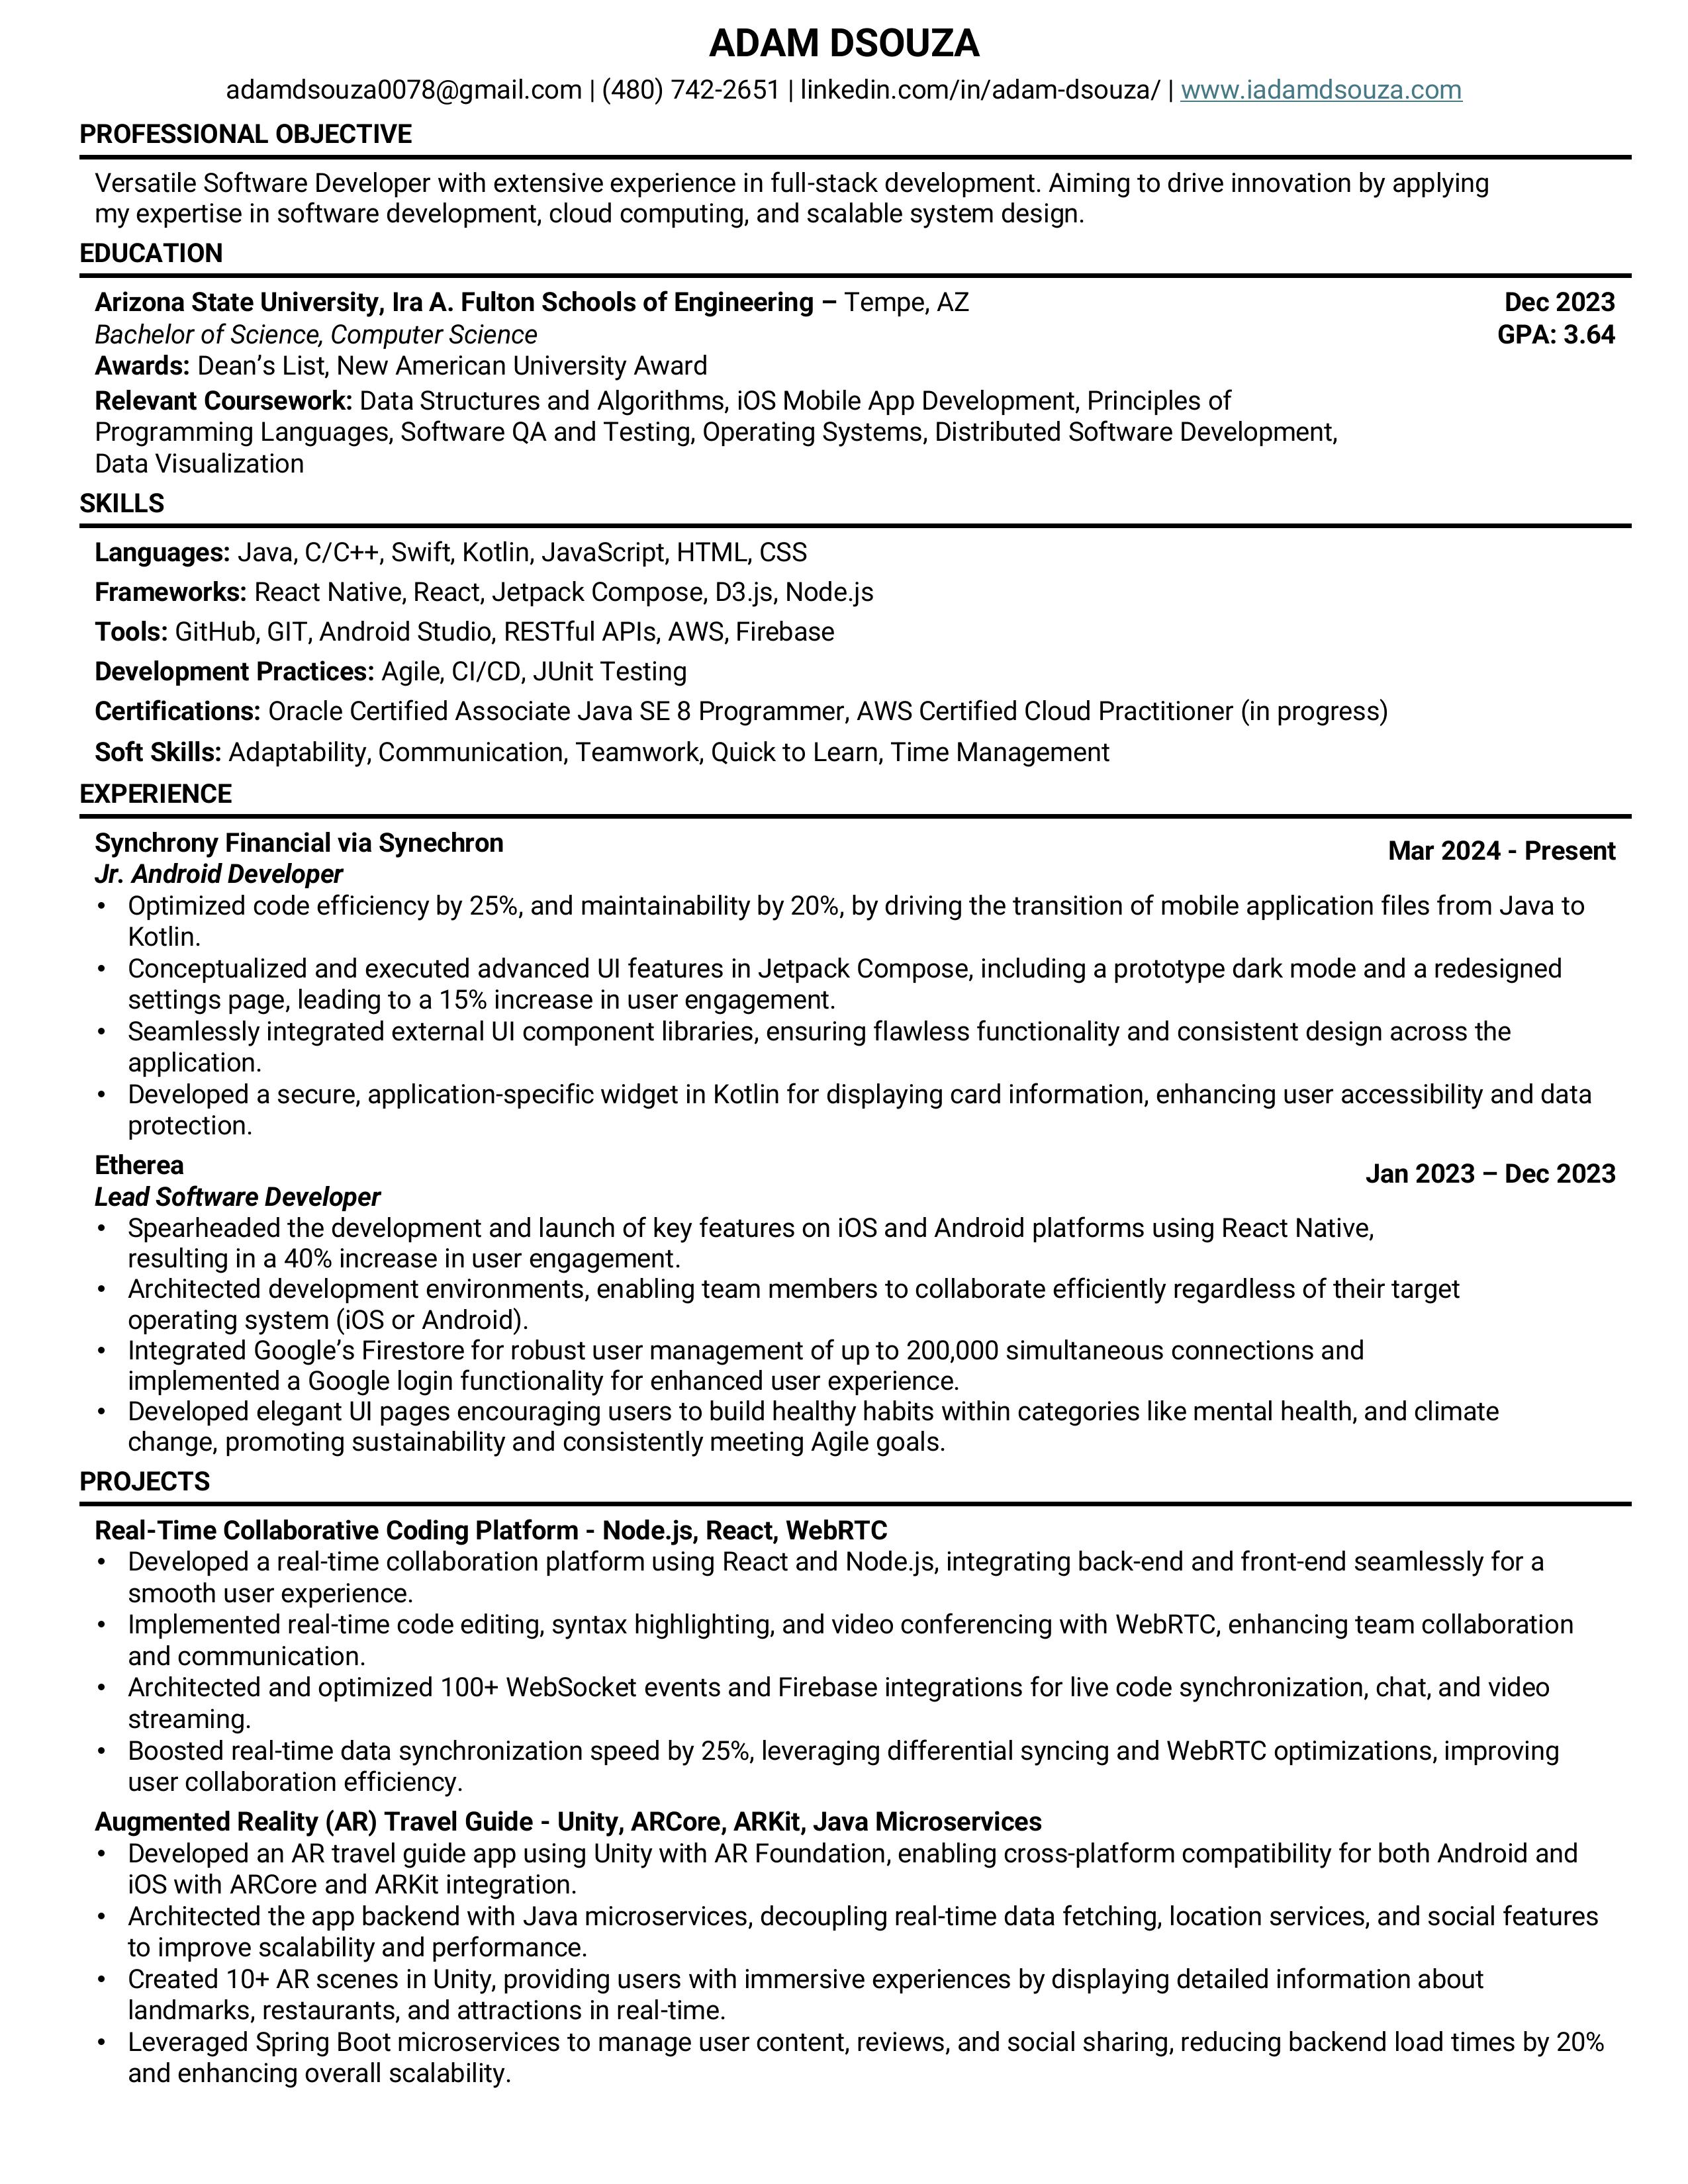 ADAM DSOUZA
adamdsouza0078@gmail.com | (480) 742-2651 | linkedin.com/in/adam-dsouza/ | www.iadamdsouza.com
PROFESSIONAL OBJECTIVE
Versatile Software Developer with extensive experience in full-stack development. Aiming to drive innovation by applying
my expertise in software development, cloud computing, and scalable system design.
EDUCATION
Arizona State University, Ira A. Fulton Schools of Engineering – Tempe, AZ Dec 2023
Bachelor of Science, Computer Science GPA: 3.64
Awards: Dean’s List, New American University Award
Relevant Coursework: Data Structures and Algorithms, iOS Mobile App Development, Principles of
Programming Languages, Software QA and Testing, Operating Systems, Distributed Software Development,
Data Visualization
SKILLS
Languages: Java, C/C++, Swift, Kotlin, JavaScript, HTML, CSS
Frameworks: React Native, React, Jetpack Compose, D3.js, Node.js
Tools: GitHub, GIT, Android Studio, RESTful APIs, AWS, Firebase
Development Practices: Agile, CI/CD, JUnit Testing
Certifications: Oracle Certified Associate Java SE 8 Programmer, AWS Certified Cloud Practitioner (in progress)
Soft Skills: Adaptability, Communication, Teamwork, Quick to Learn, Time Management
EXPERIENCE
Synchrony Financial via Synechron Mar 2024 - Present
Jr. Android Developer
• Optimized code efficiency by 25%, and maintainability by 20%, by driving the transition of mobile application files from Java to
Kotlin.
• Conceptualized and executed advanced UI features in Jetpack Compose, including a prototype dark mode and a redesigned
settings page, leading to a 15% increase in user engagement.
• Seamlessly integrated external UI component libraries, ensuring flawless functionality and consistent design across the
application.
• Developed a secure, application-specific widget in Kotlin for displaying card information, enhancing user accessibility and data
protection.
Etherea Jan 2023 – Dec 2023
Lead Software Developer
• Spearheaded the development and launch of key features on iOS and Android platforms using React Native,
resulting in a 40% increase in user engagement.
• Architected development environments, enabling team members to collaborate efficiently regardless of their target
operating system (iOS or Android).
• Integrated Google’s Firestore for robust user management of up to 200,000 simultaneous connections and
implemented a Google login functionality for enhanced user experience.
• Developed elegant UI pages encouraging users to build healthy habits within categories like mental health, and climate
change, promoting sustainability and consistently meeting Agile goals.
PROJECTS
Real-Time Collaborative Coding Platform - Node.js, React, WebRTC
• Developed a real-time collaboration platform using React and Node.js, integrating back-end and front-end seamlessly for a
smooth user experience.
• Implemented real-time code editing, syntax highlighting, and video conferencing with WebRTC, enhancing team collaboration
and communication.
• Architected and optimized 100+ WebSocket events and Firebase integrations for live code synchronization, chat, and video
streaming.
• Boosted real-time data synchronization speed by 25%, leveraging differential syncing and WebRTC optimizations, improving
user collaboration efficiency.
Augmented Reality (AR) Travel Guide - Unity, ARCore, ARKit, Java Microservices
• Developed an AR travel guide app using Unity with AR Foundation, enabling cross-platform compatibility for both Android and
iOS with ARCore and ARKit integration.
• Architected the app backend with Java microservices, decoupling real-time data fetching, location services, and social features
to improve scalability and performance.
• Created 10+ AR scenes in Unity, providing users with immersive experiences by displaying detailed information about
landmarks, restaurants, and attractions in real-time.
• Leveraged Spring Boot microservices to manage user content, reviews, and social sharing, reducing backend load times by 20%
and enhancing overall scalability.